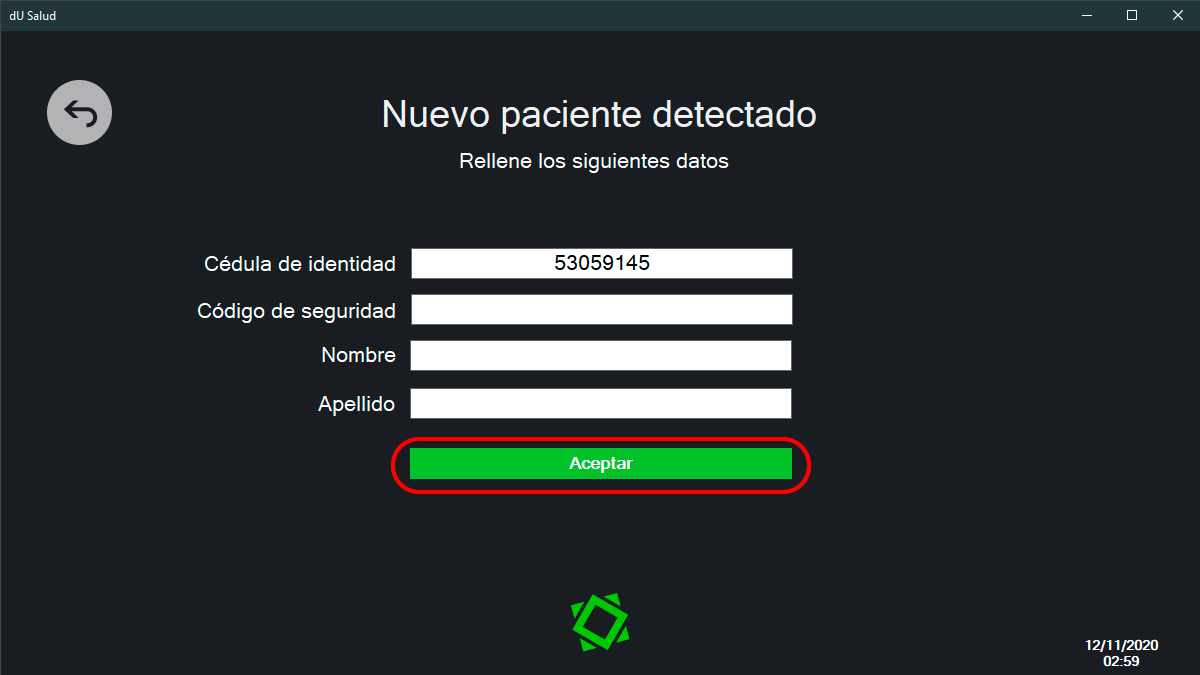 dU Salud
Nuevo paciente detectado
Rellene los siguientes datos
Cédula de identidad 53059145
Código de seguridad
Nombre
Apellido
Aceptar
12/11/2020
02:59